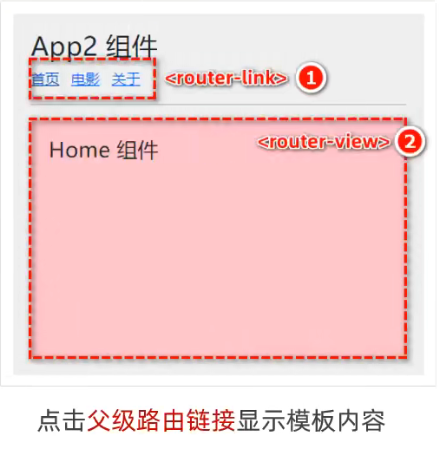 App2 组件
首页 电影 关于 <router-link> 1
Home 组件
<router-view> 2
点击父级路由链接显示模板内容